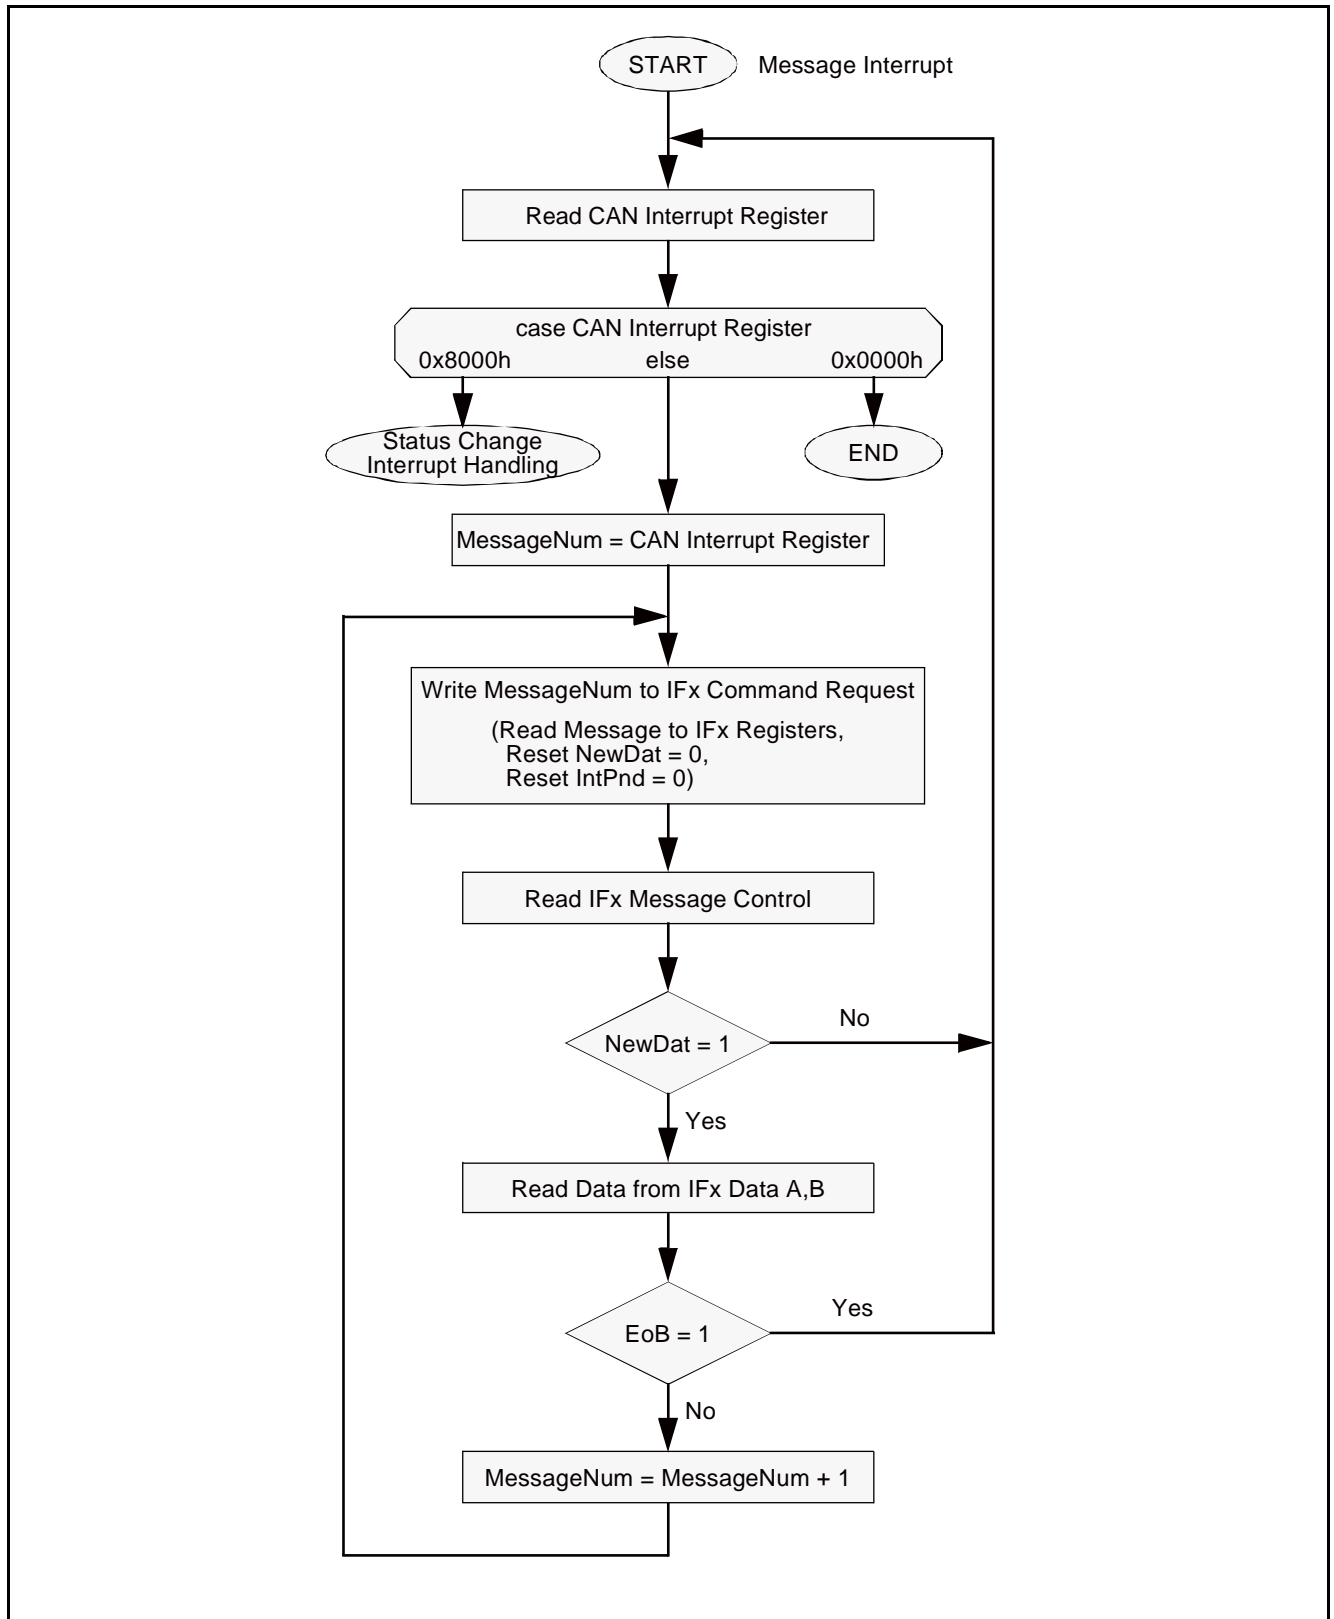 START
Message Interrupt
Read CAN Interrupt Register
case CAN Interrupt Register
0x8000h
else
0x0000h
Status Change
Interrupt Handling
END
MessageNum = CAN Interrupt Register
Write MessageNum to IFx Command Request
(Read Message to IFx Registers,
Reset NewDat = 0,
Reset IntPnd = 0)
Read IFx Message Control
NewDat = 1
No
Yes
Read Data from IFx Data A,B
EoB = 1
Yes
No
MessageNum = MessageNum + 1